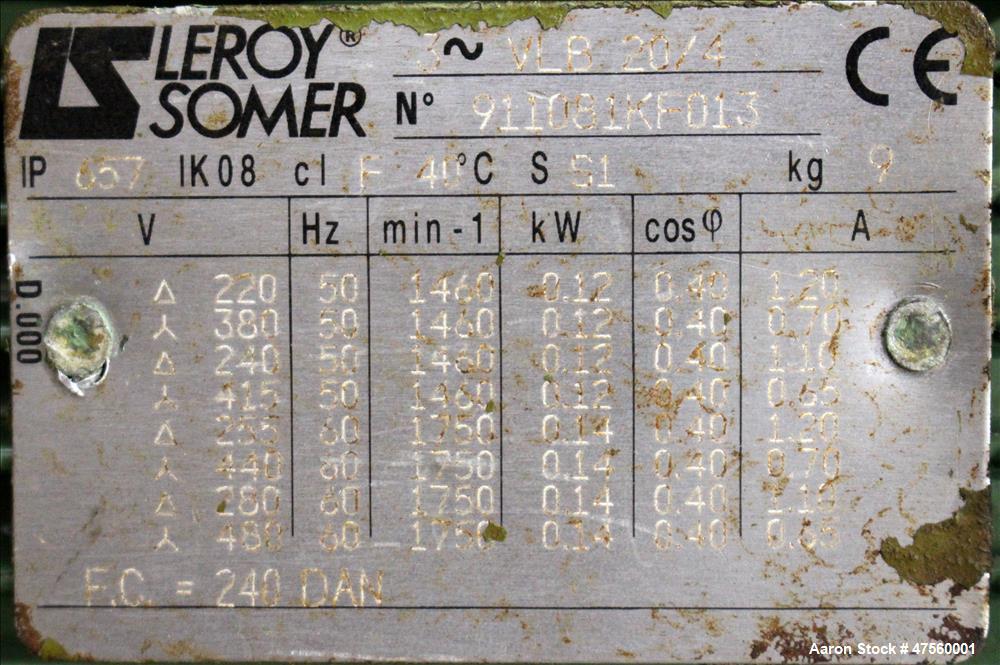 LEROY®
SOMER
3 ~ VLB 20/4
N° 911081KF013
CE
IP 657 IK08 cl F 40°C S S1 kg 9
V Hz min-1 kW cosφ A
D.000
Δ 220 50 1460 0.12 0.40 1.20
⅄ 380 50 1460 0.12 0.40 0.70
Δ 240 50 1460 0.12 0.40 1.10
⅄ 415 50 1460 0.12 0.40 0.65
Δ 255 60 1750 0.14 0.40 1.20
⅄ 440 60 1750 0.14 0.40 0.70
Δ 280 60 1750 0.14 0.40 1.10
⅄ 480 60 1750 0.14 0.40 0.65
F.C. = 240 DAN
Aaron Stock # 47560001